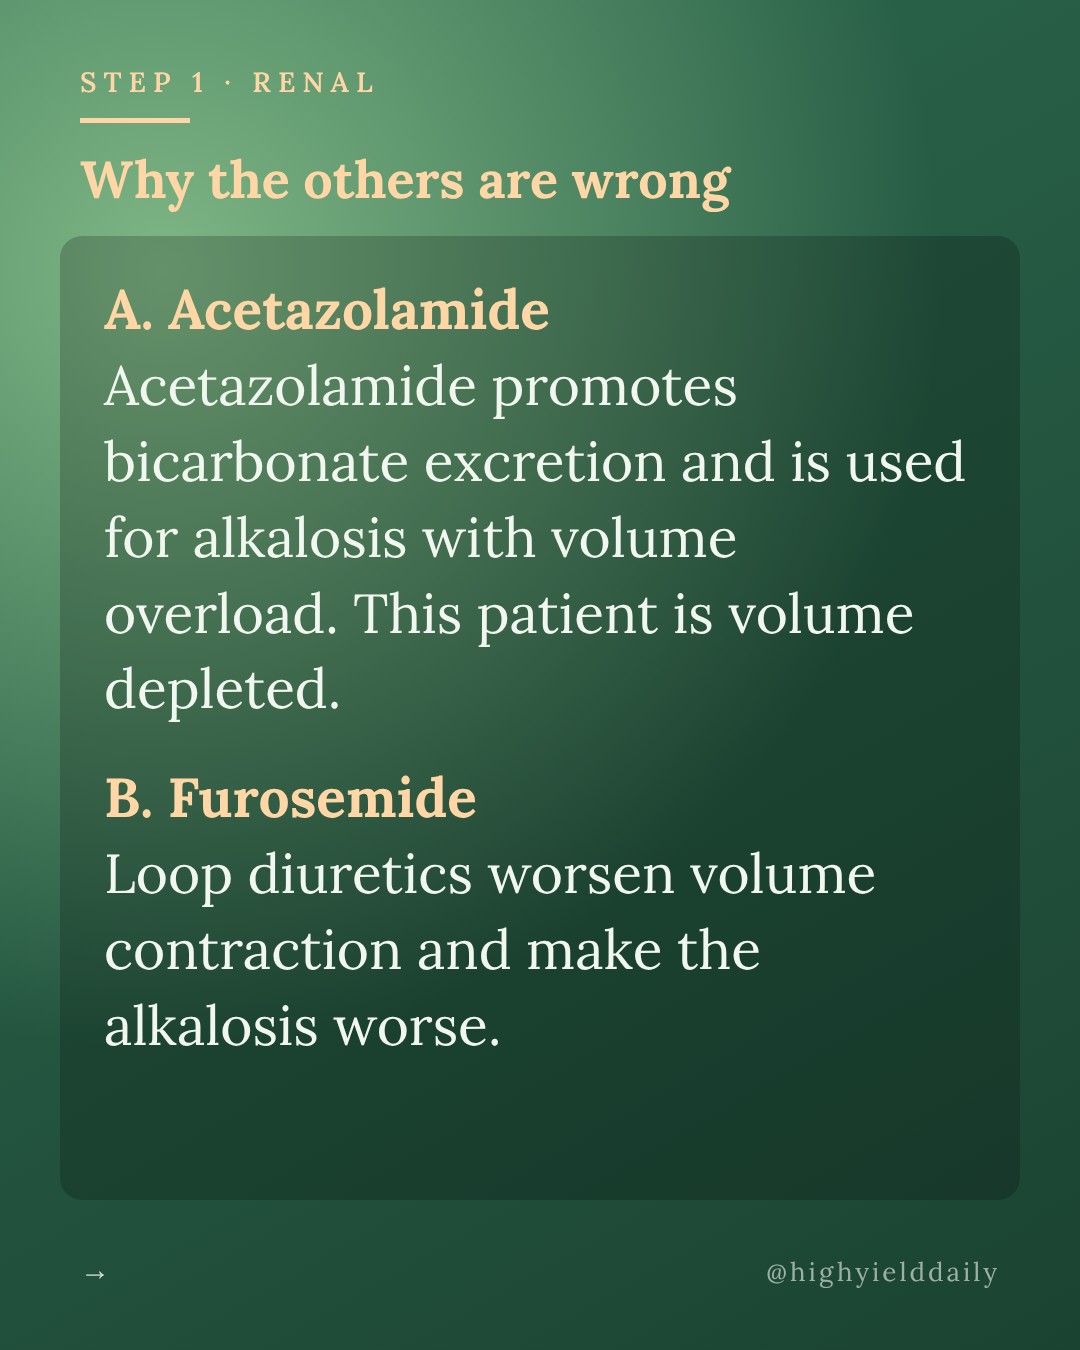 STEP 1 · RENAL
Why the others are wrong
A. Acetazolamide
Acetazolamide promotes
bicarbonate excretion and is used
for alkalosis with volume
overload. This patient is volume
depleted.
B. Furosemide
Loop diuretics worsen volume
contraction and make the
alkalosis worse.
→
@highyielddaily